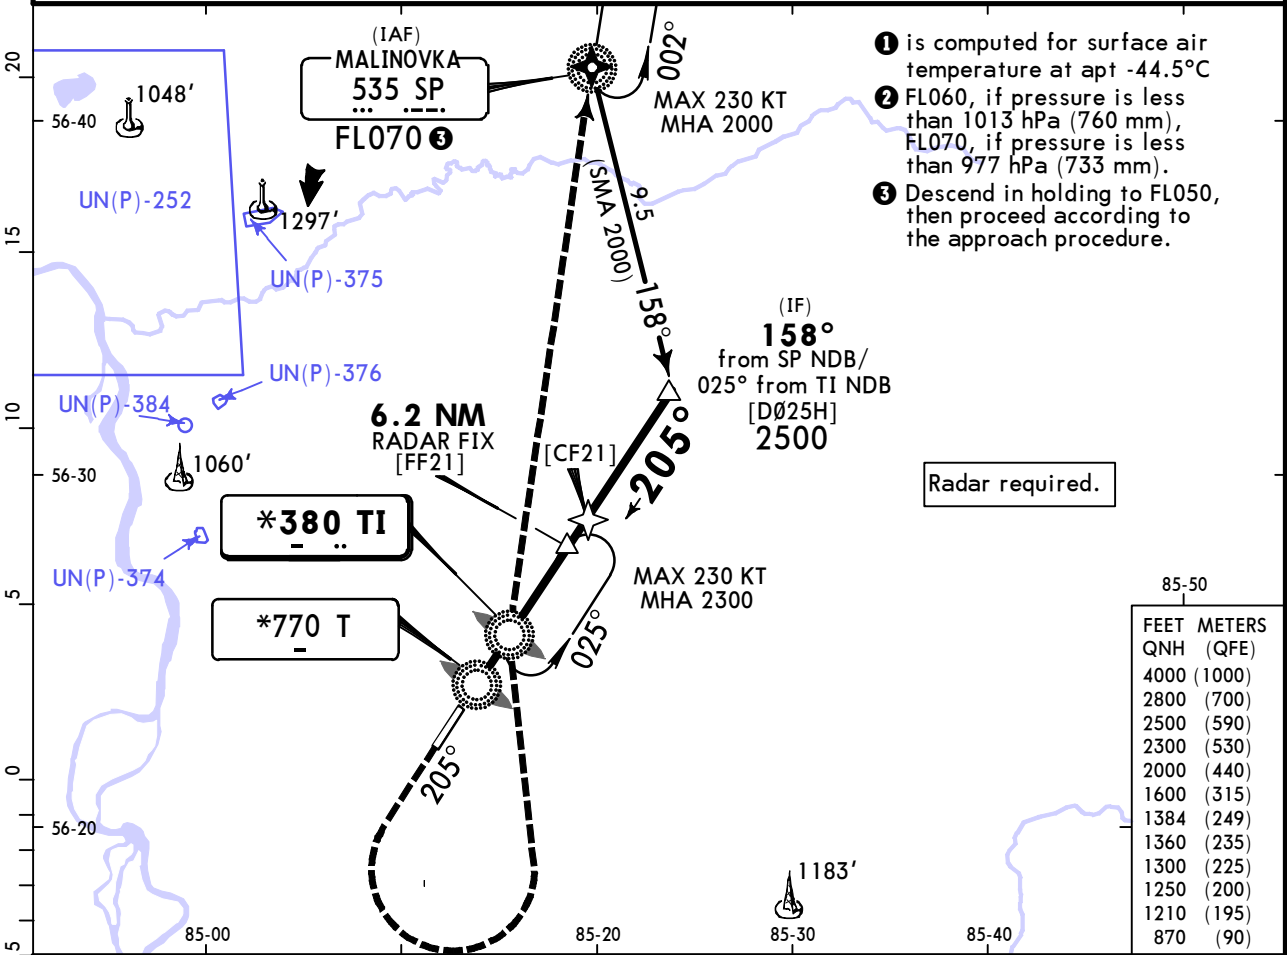 (IAF)
MALINOVKA
535 SP
FL070 ❸
002°
MAX 230 KT
MHA 2000
❶ is computed for surface air
temperature at apt -44.5°C
❷ FL060, if pressure is less
than 1013 hPa (760 mm),
FL070, if pressure is less
than 977 hPa (733 mm).
❸ Descend in holding to FL050,
then proceed according to
the approach procedure.
20
1048'
56-40
UN(P)-252
1297'
UN(P)-375
15
9.5
(SMA 2000)
158°
(IF)
158°
from SP NDB/
025° from TI NDB
[DØ25H]
2500
UN(P)-376
UN(P)-384
10
6.2 NM
RADAR FIX
[FF21]
[CF21]
205°
56-30
1060'
Radar required.
*380 TI
UN(P)-374
MAX 230 KT
MHA 2300
5
*770 T
025°
85-50
205°
0
56-20
1183'
5
85-00
85-20
85-30
85-40
FEET METERS
QNH (QFE)
4000 (1000)
2800 (700)
2500 (590)
2300 (530)
2000 (440)
1600 (315)
1384 (249)
1360 (235)
1300 (225)
1250 (200)
1210 (195)
870 (90)